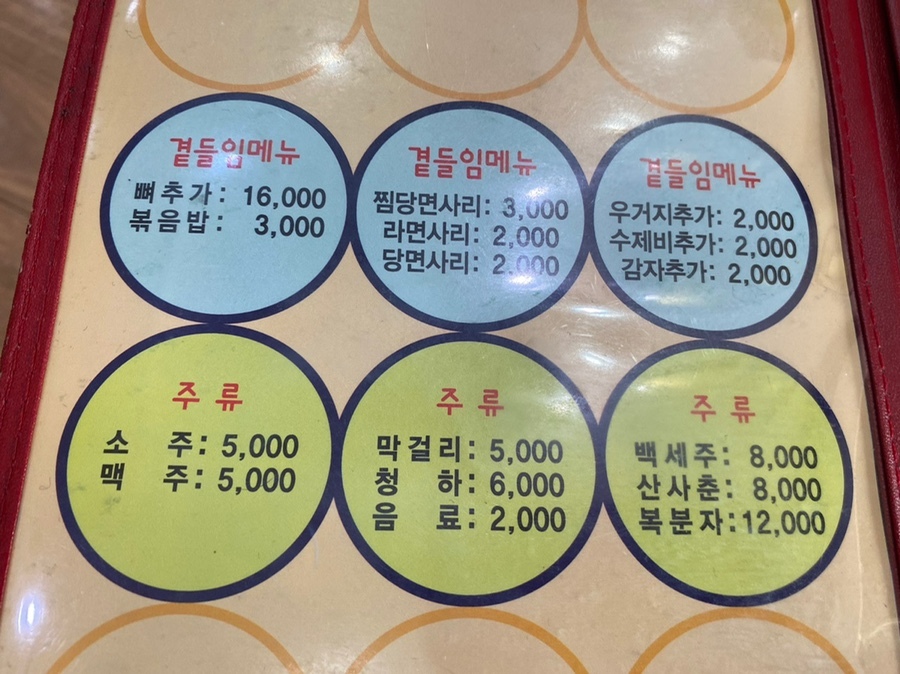 곁들임메뉴
뼈추가: 16,000
볶음밥: 3,000
곁들임메뉴
찜당면사리: 3,000
라면사리: 2,000
당면사리: 2,000
곁들임메뉴
우거지추가: 2,000
수제비추가: 2,000
감자추가: 2,000
주류
소 주: 5,000
맥 주: 5,000
주류
막걸리: 5,000
청 하: 6,000
음 료: 2,000
주류
백세주: 8,000
산사춘: 8,000
복분자: 12,000